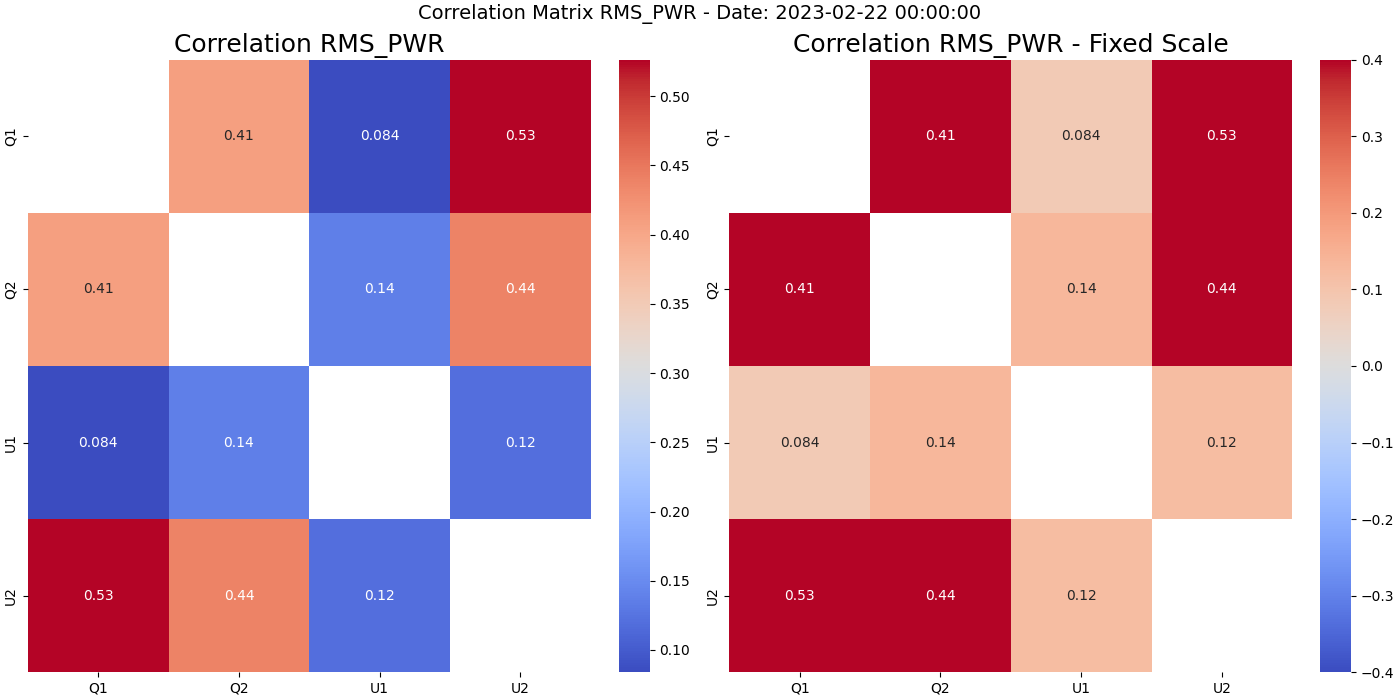 Correlation Matrix RMS_PWR - Date: 2023-02-22 00:00:00
Correlation RMS_PWR
Q1
0.41
0.084
0.53
Q2
0.41
0.14
0.44
U1
0.084
0.14
0.12
U2
0.53
0.44
0.12
Q1
Q2
U1
U2
0.50
0.45
0.40
0.35
0.30
0.25
0.20
0.15
0.10
Correlation RMS_PWR - Fixed Scale
Q1
0.41
0.084
0.53
Q2
0.41
0.14
0.44
U1
0.084
0.14
0.12
U2
0.53
0.44
0.12
Q1
Q2
U1
U2
0.4
0.3
0.2
0.1
0.0
−0.1
−0.2
−0.3
−0.4